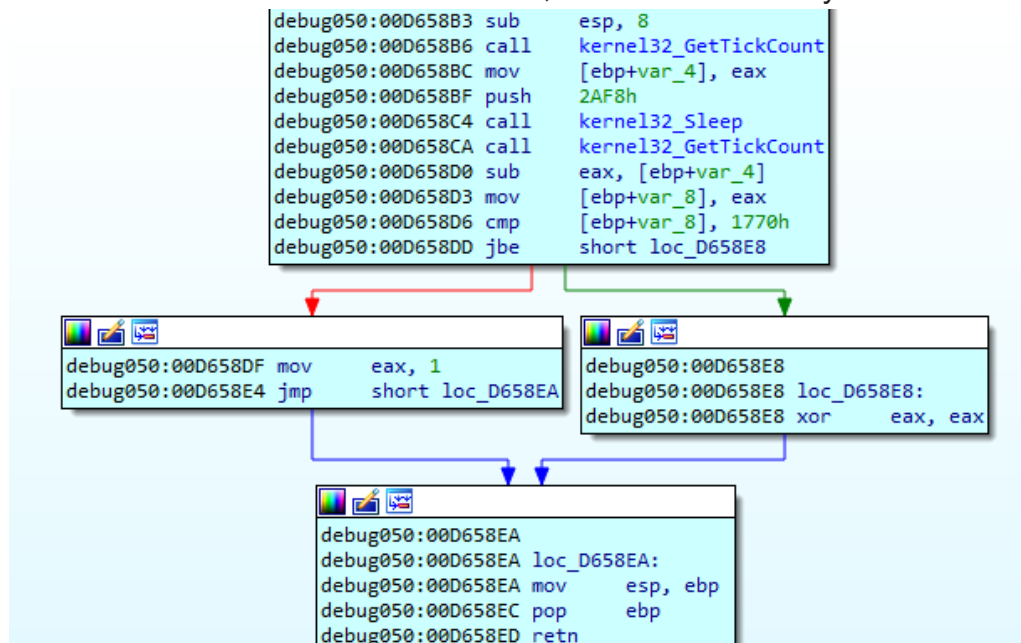 debug050:00D658B3 sub esp, 8
debug050:00D658B6 call kernel32_GetTickCount
debug050:00D658BC mov [ebp+var_4], eax
debug050:00D658BF push 2AF8h
debug050:00D658C4 call kernel32_Sleep
debug050:00D658CA call kernel32_GetTickCount
debug050:00D658D0 sub eax, [ebp+var_4]
debug050:00D658D3 mov [ebp+var_8], eax
debug050:00D658D6 cmp [ebp+var_8], 1770h
debug050:00D658DD jbe short loc_D658E8
debug050:00D658DF mov eax, 1
debug050:00D658E4 jmp short loc_D658EA
debug050:00D658E8
debug050:00D658E8 loc_D658E8:
debug050:00D658E8 xor eax, eax
debug050:00D658EA
debug050:00D658EA loc_D658EA:
debug050:00D658EA mov esp, ebp
debug050:00D658EC pop ebp
debug050:00D658ED retn